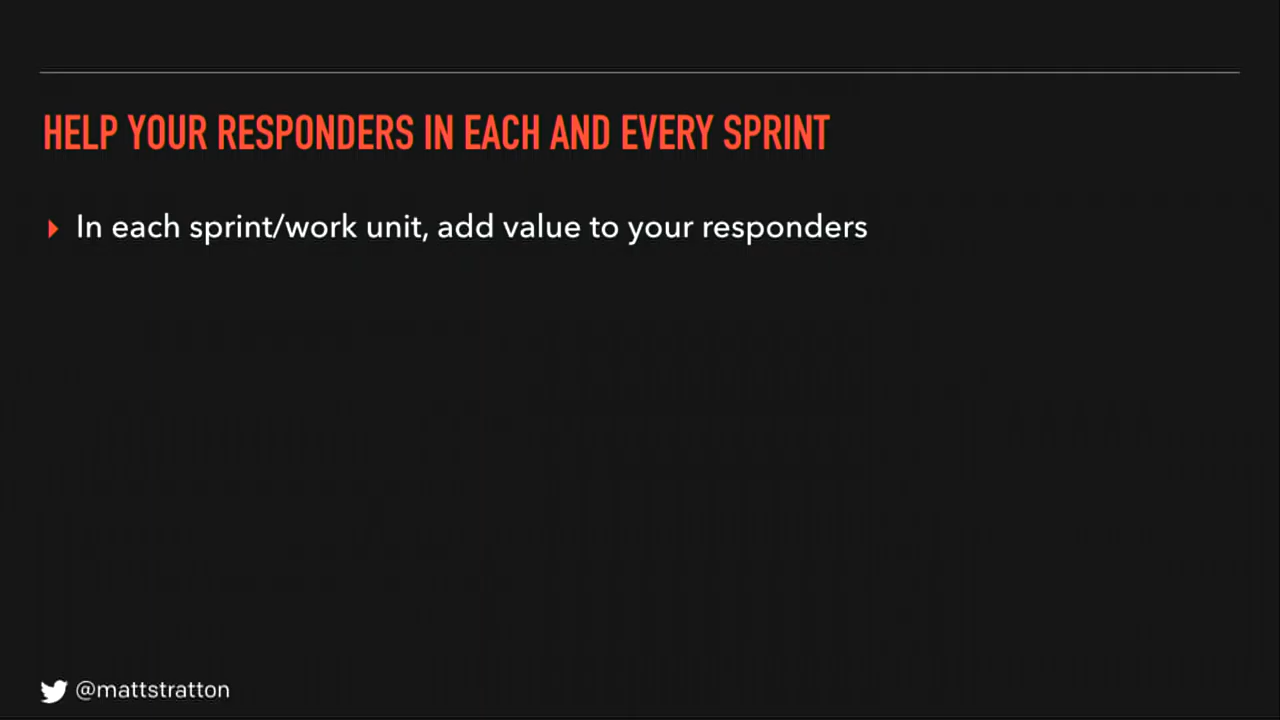 HELP YOUR RESPONDERS IN EACH AND EVERY SPRINT
In each sprint/work unit, add value to your responders
@mattstratton